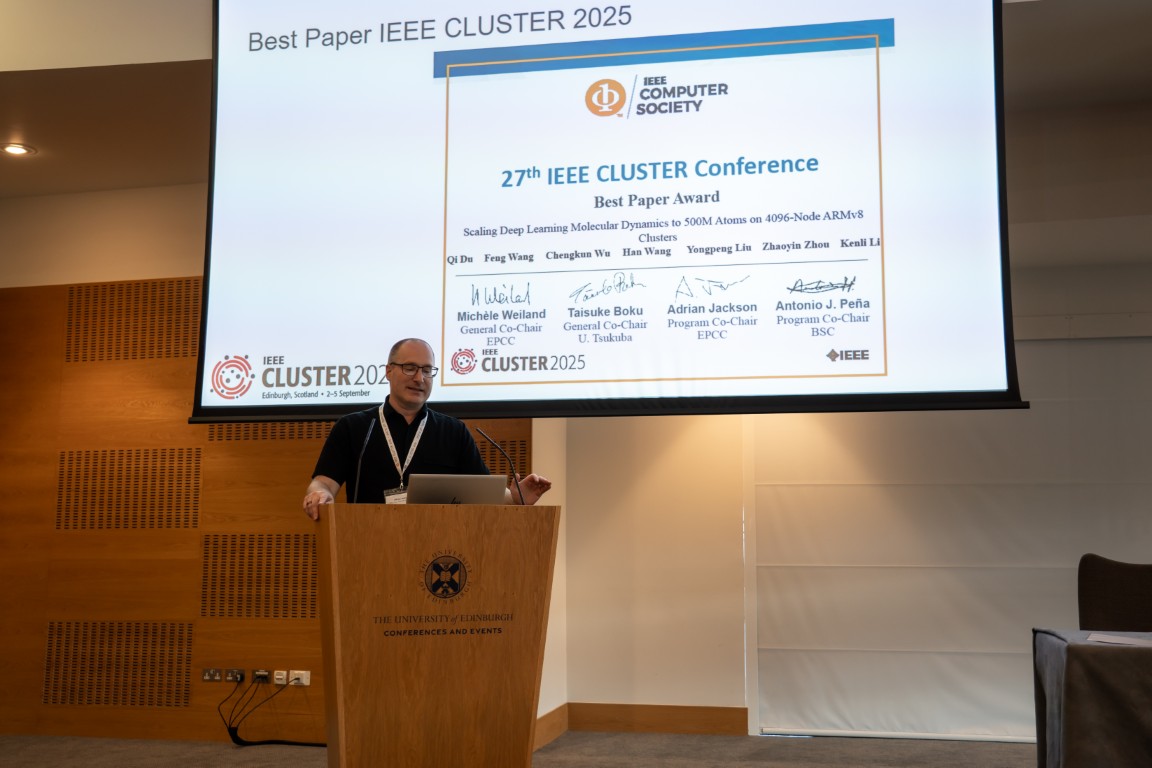 Best Paper IEEE CLUSTER 2025
IEEE
COMPUTER
SOCIETY
27th IEEE CLUSTER Conference
Best Paper Award
Scaling Deep Learning Molecular Dynamics to 500M Atoms on 4096-Node ARMv8
Clusters
Qi Du Feng Wang Chengkun Wu Han Wang Yongpeng Liu Zhaoyin Zhou Kenli Li
Michèle Weiland Taisuke Boku Adrian Jackson Antonio J. Peña
General Co-Chair General Co-Chair Program Co-Chair Program Co-Chair
EPCC U. Tsukuba EPCC BSC
IEEE
CLUSTER2025
IEEE
IEEE
CLUSTER 202
Edinburgh, Scotland • 2–5 September
THE UNIVERSITY of EDINBURGH
CONFERENCES AND EVENTS